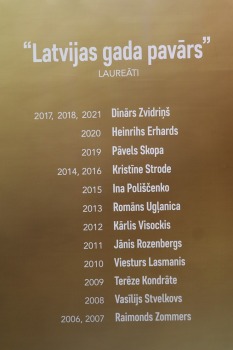 “Latvijas gada pavārs”
LAUREĀTI
2017, 2018, 2021 Dinārs Zvidriņš
2020 Heinrihs Erhards
2019 Pāvels Skopa
2014, 2016 Kristīne Strode
2015 Ina Poliščenko
2013 Romāns Ugļanica
2012 Kārlis Visockis
2011 Jānis Rozenbergs
2010 Viesturs Lasmanis
2009 Terēze Kondrāte
2008 Vasilijs Stvelkovs
2006, 2007 Raimonds Zommers